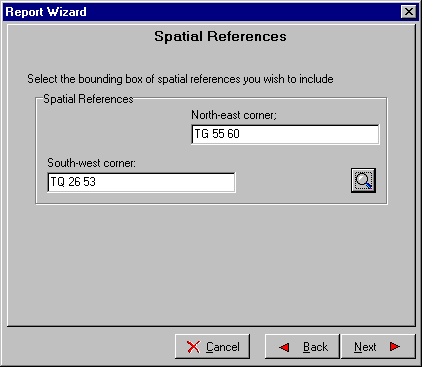 Report Wizard
Spatial References
Select the bounding box of spatial references you wish to include
Spatial References
North-east corner;
TG 55 60
South-west corner:
TQ 26 53
Cancel
Back
Next